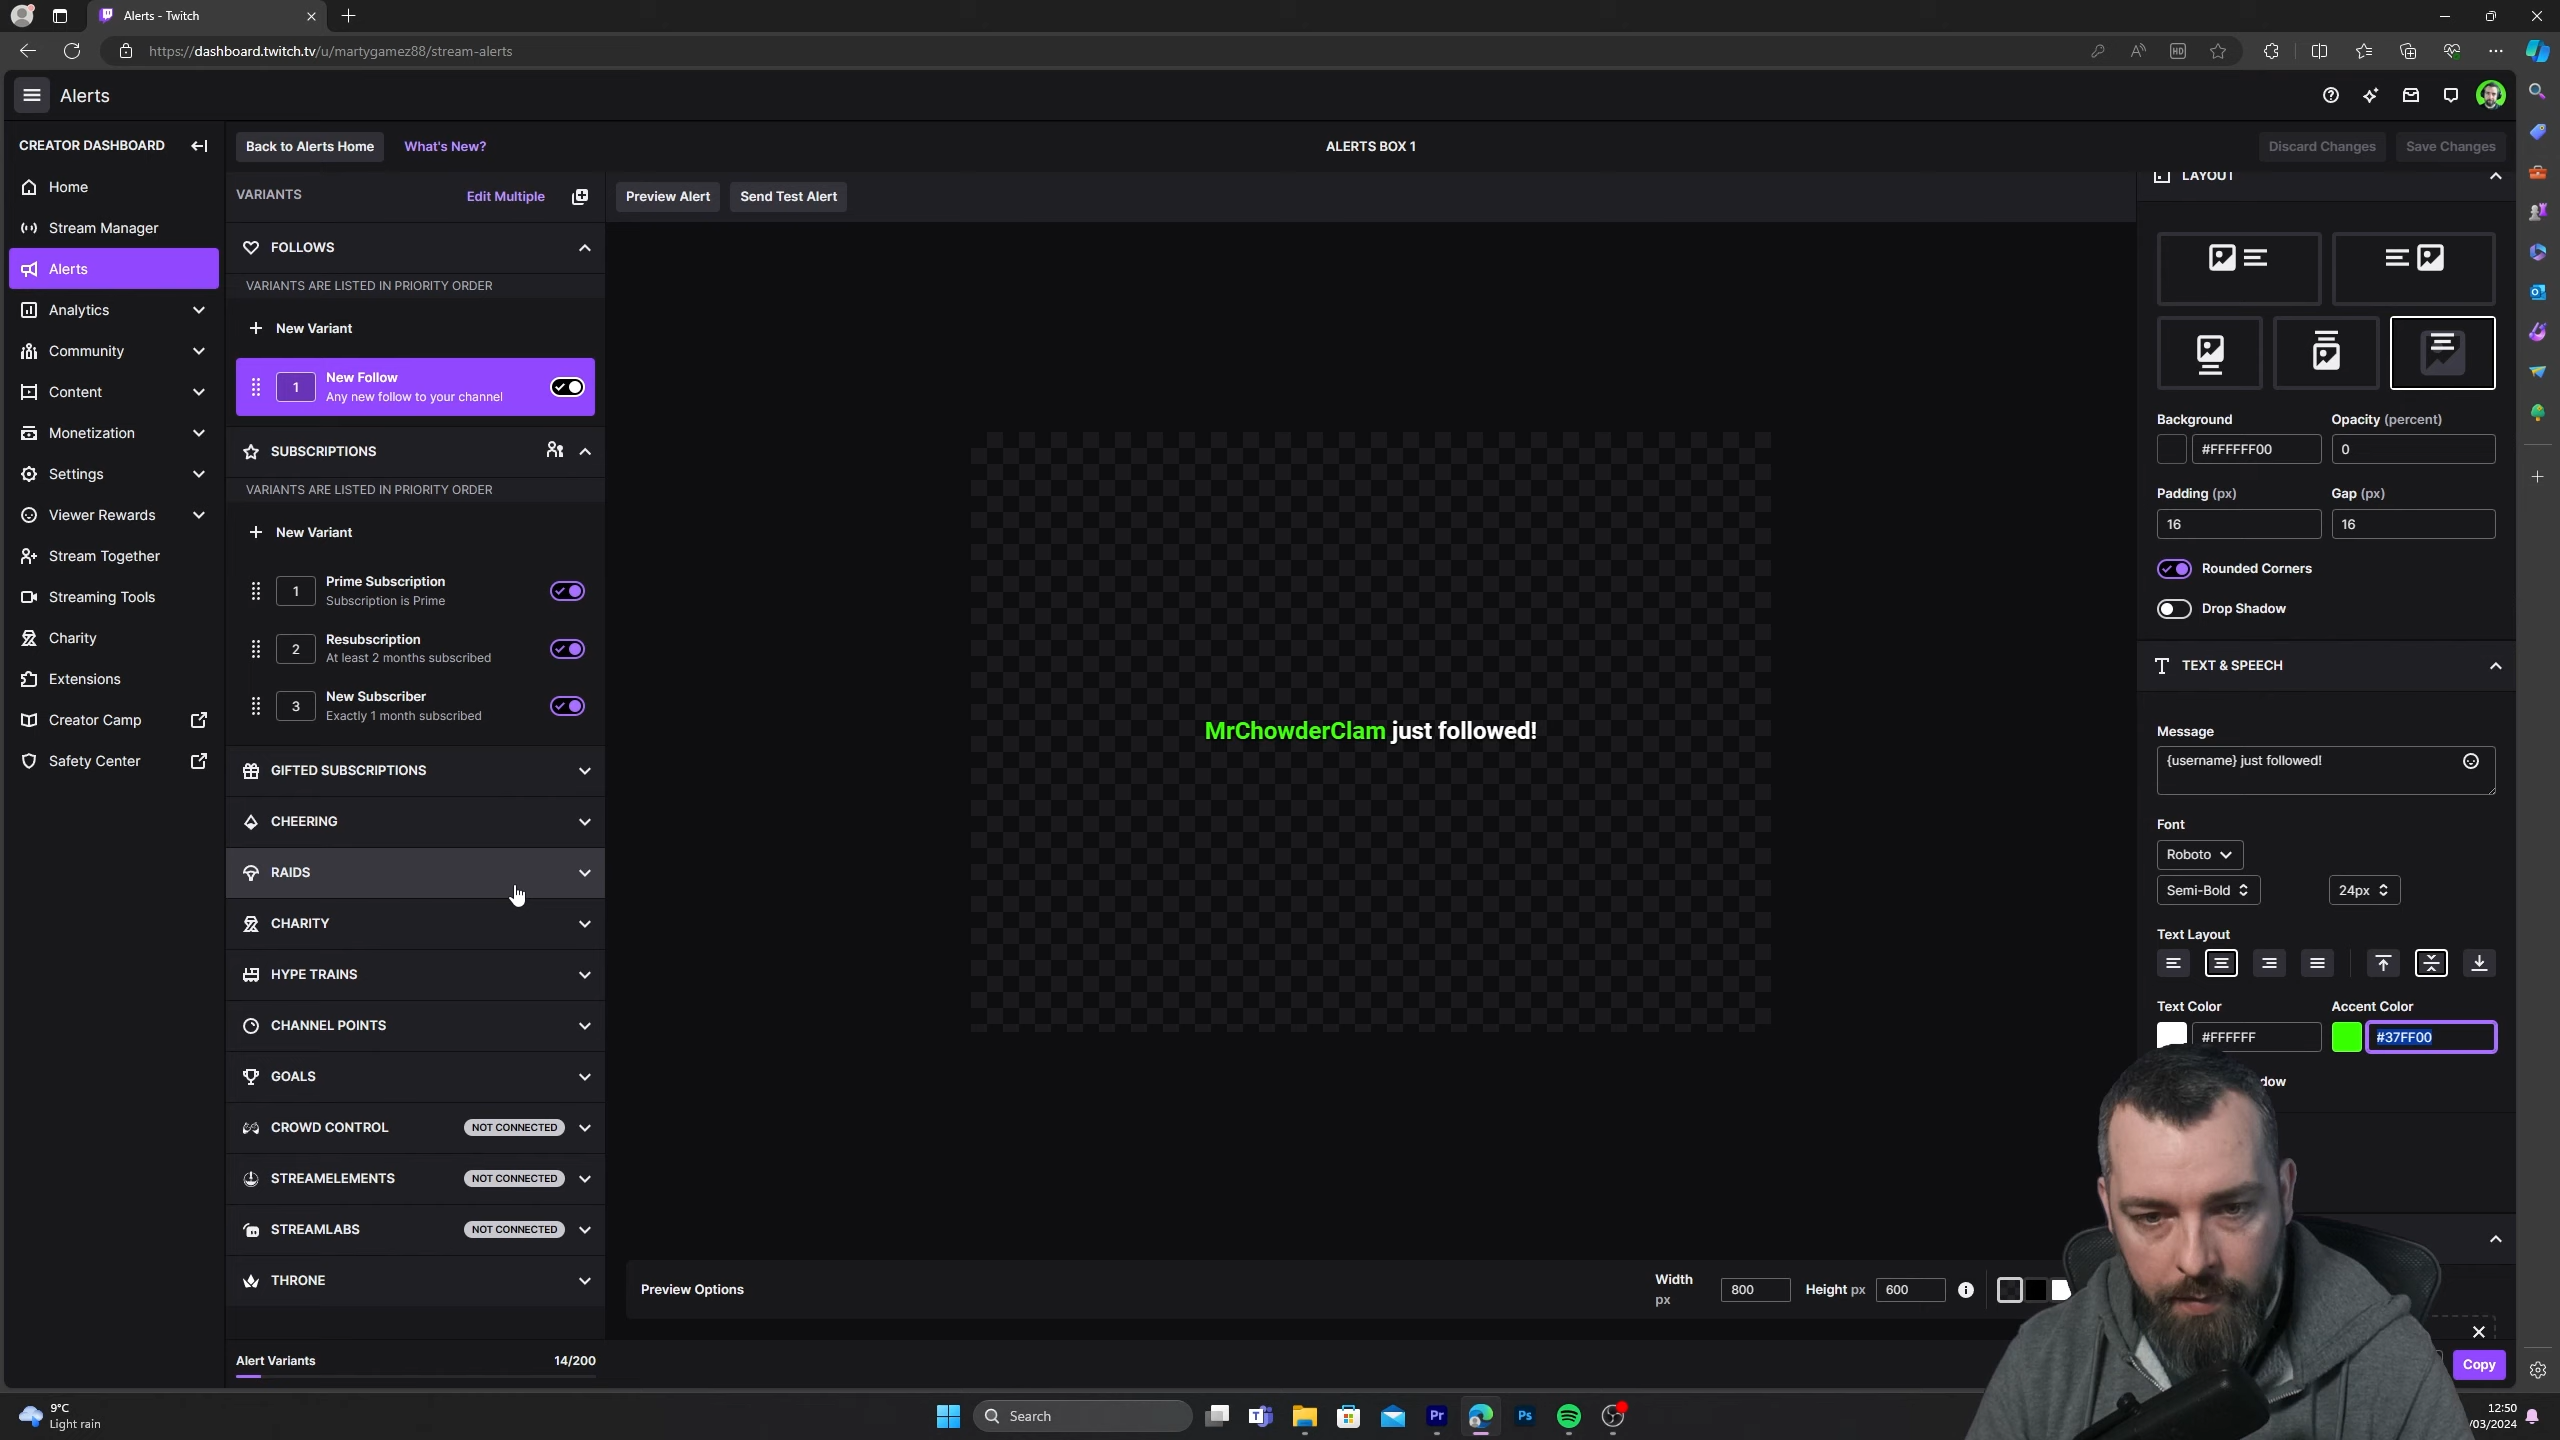 Alerts - Twitch
https://dashboard.twitch.tv/u/martygamez88/stream-alerts
Alerts
CREATOR DASHBOARD
Home
Stream Manager
Alerts
Analytics
Community
Content
Monetization
Settings
Viewer Rewards
Stream Together
Streaming Tools
Charity
Extensions
Creator Camp
Safety Center
Back to Alerts Home What's New?
ALERTS BOX 1
Discard Changes Save Changes
VARIANTS Edit Multiple
Preview Alert Send Test Alert
FOLLOWS
VARIANTS ARE LISTED IN PRIORITY ORDER
New Variant
1 New Follow
Any new follow to your channel
SUBSCRIPTIONS
VARIANTS ARE LISTED IN PRIORITY ORDER
New Variant
1 Prime Subscription
Subscription is Prime
2 Resubscription
At least 2 months subscribed
3 New Subscriber
Exactly 1 month subscribed
GIFTED SUBSCRIPTIONS
CHEERING
RAIDS
CHARITY
HYPE TRAINS
CHANNEL POINTS
GOALS
CROWD CONTROL NOT CONNECTED
STREAMELEMENTS NOT CONNECTED
STREAMLABS NOT CONNECTED
THRONE
Alert Variants 14/200
MrChowderClam just followed!
Preview Options
Width px 800 Height px 600
LAYOUT
Background Opacity (percent)
#FFFFFF00 0
Padding (px) Gap (px)
16 16
Rounded Corners
Drop Shadow
TEXT & SPEECH
Message
{username} just followed!
Font
Roboto
Semi-Bold 24px
Text Layout
Text Color Accent Color
#FFFFFF #37FF00
dow
Copy
9°C
Light rain
Search
Pr
Ps
12:50
/03/2024